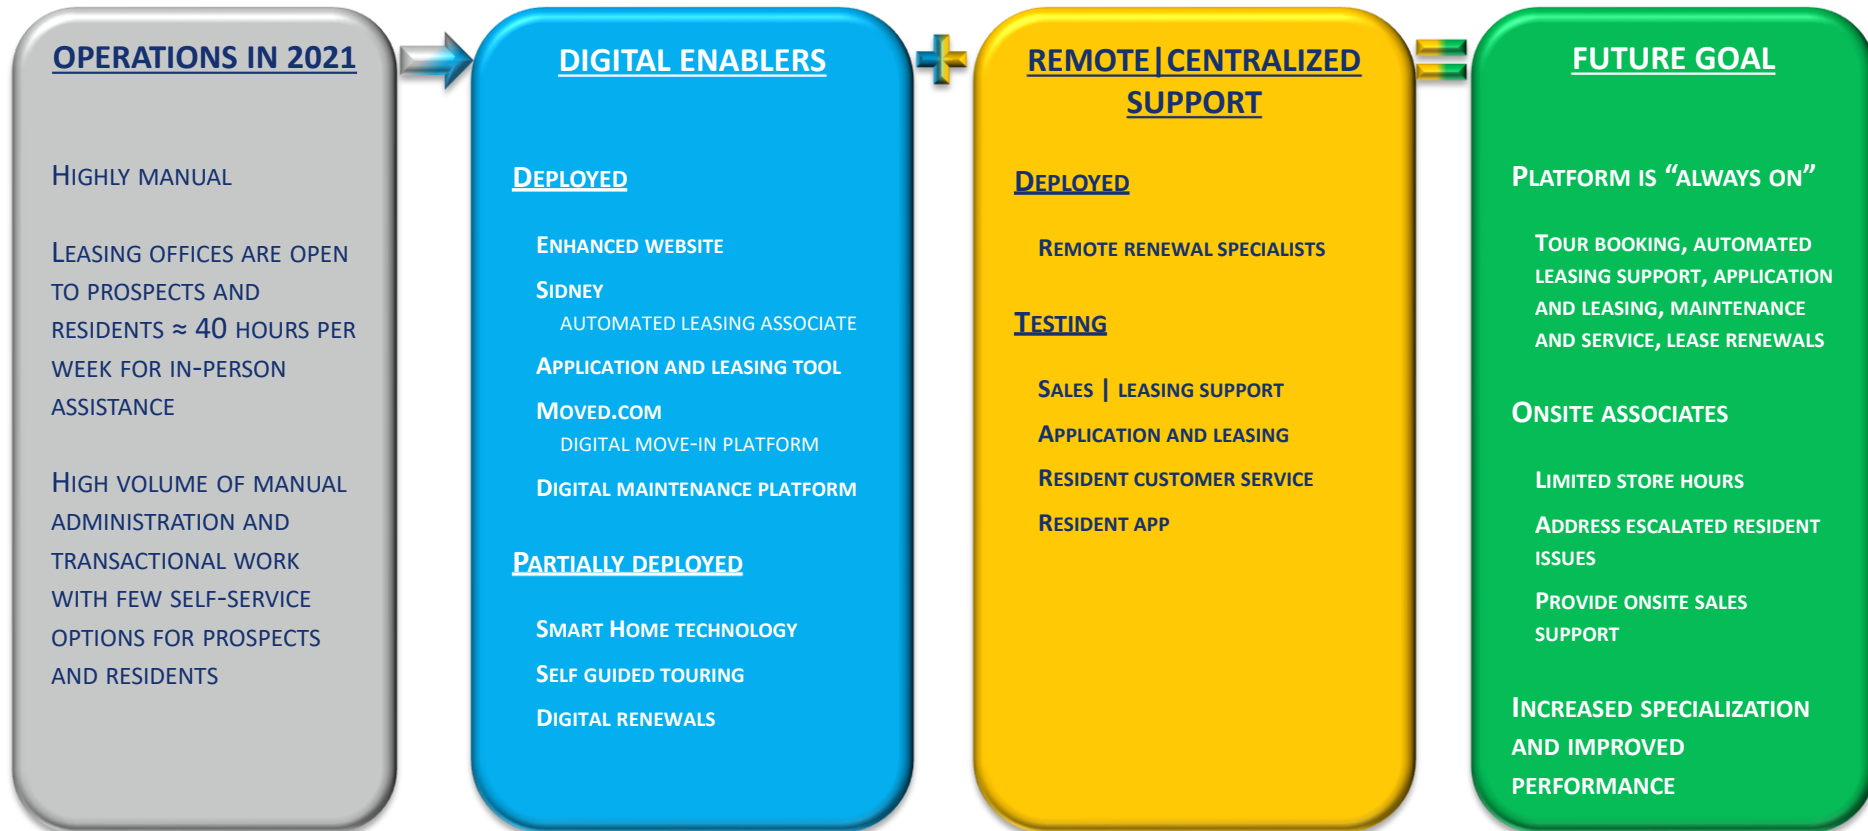 OPERATIONS IN 2021
HIGHLY MANUAL
LEASING OFFICES ARE OPEN
TO PROSPECTS AND
RESIDENTS ≈ 40 HOURS PER
WEEK FOR IN-PERSON
ASSISTANCE
HIGH VOLUME OF MANUAL
ADMINISTRATION AND
TRANSACTIONAL WORK
WITH FEW SELF-SERVICE
OPTIONS FOR PROSPECTS
AND RESIDENTS
DIGITAL ENABLERS
DEPLOYED
ENHANCED WEBSITE
SIDNEY
AUTOMATED LEASING ASSOCIATE
APPLICATION AND LEASING TOOL
MOVED.COM
DIGITAL MOVE-IN PLATFORM
DIGITAL MAINTENANCE PLATFORM
PARTIALLY DEPLOYED
SMART HOME TECHNOLOGY
SELF GUIDED TOURING
DIGITAL RENEWALS
REMOTE|CENTRALIZED
SUPPORT
DEPLOYED
REMOTE RENEWAL SPECIALISTS
TESTING
SALES | LEASING SUPPORT
APPLICATION AND LEASING
RESIDENT CUSTOMER SERVICE
RESIDENT APP
FUTURE GOAL
PLATFORM IS “ALWAYS ON”
TOUR BOOKING, AUTOMATED
LEASING SUPPORT, APPLICATION
AND LEASING, MAINTENANCE
AND SERVICE, LEASE RENEWALS
ONSITE ASSOCIATES
LIMITED STORE HOURS
ADDRESS ESCALATED RESIDENT
ISSUES
PROVIDE ONSITE SALES
SUPPORT
INCREASED SPECIALIZATION
AND IMPROVED
PERFORMANCE